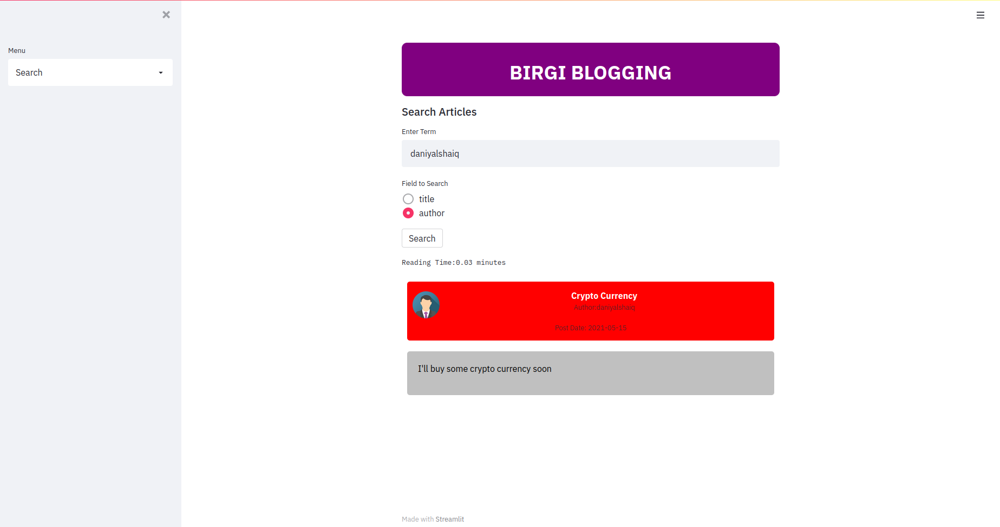 Menu
Search
BIRGI BLOGGING
Search Articles
Enter Term
daniyalshaiq
Field to Search
title
author
Search
Reading Time:0.03 minutes
Crypto Currency
Author:daniyalshaiq
Post Date: 2021-05-15
I'll buy some crypto currency soon
Made with Streamlit